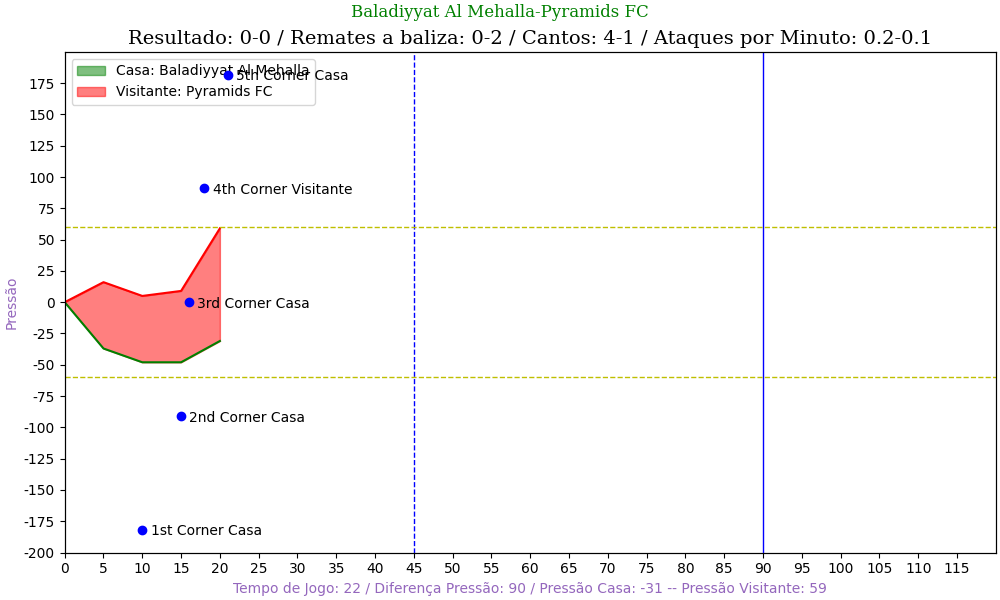 Baladiyyat Al Mehalla-Pyramids FC
Resultado: 0-0 / Remates a baliza: 0-2 / Cantos: 4-1 / Ataques por Minuto: 0.2-0.1
Casa: Baladiyyat Al Mehalla
Visitante: Pyramids FC
5th Corner Casa
4th Corner Visitante
3rd Corner Casa
2nd Corner Casa
1st Corner Casa
175
150
125
100
75
50
25
0
-25
-50
-75
-100
-125
-150
-175
-200
Pressão
0 5 10 15 20 25 30 35 40 45 50 55 60 65 70 75 80 85 90 95 100 105 110 115
Tempo de Jogo: 22 / Diferença Pressão: 90 / Pressão Casa: -31 -- Pressão Visitante: 59